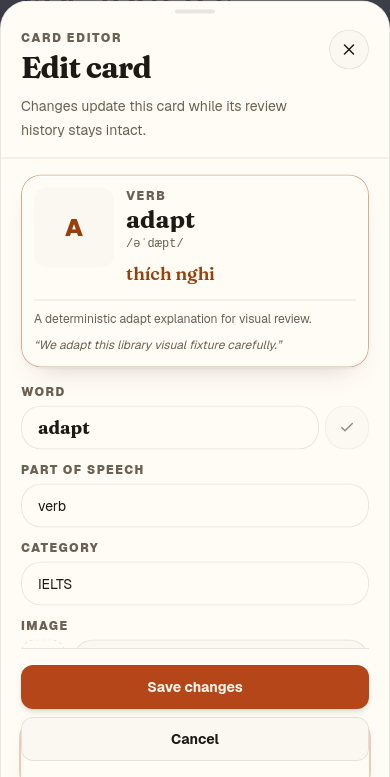 CARD EDITOR
Edit card
Changes update this card while its review
history stays intact.
A
VERB
adapt
/əˈdæpt/
thích nghi
A deterministic adapt explanation for visual review.
“We adapt this library visual fixture carefully.”
WORD
adapt
PART OF SPEECH
verb
CATEGORY
IELTS
IMAGE
Save changes
Cancel